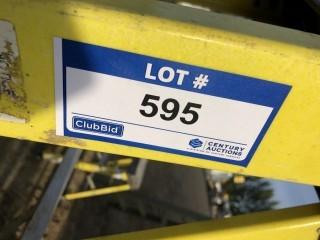 LOT #
595
ClubBid
CENTURY
AUCTIONS